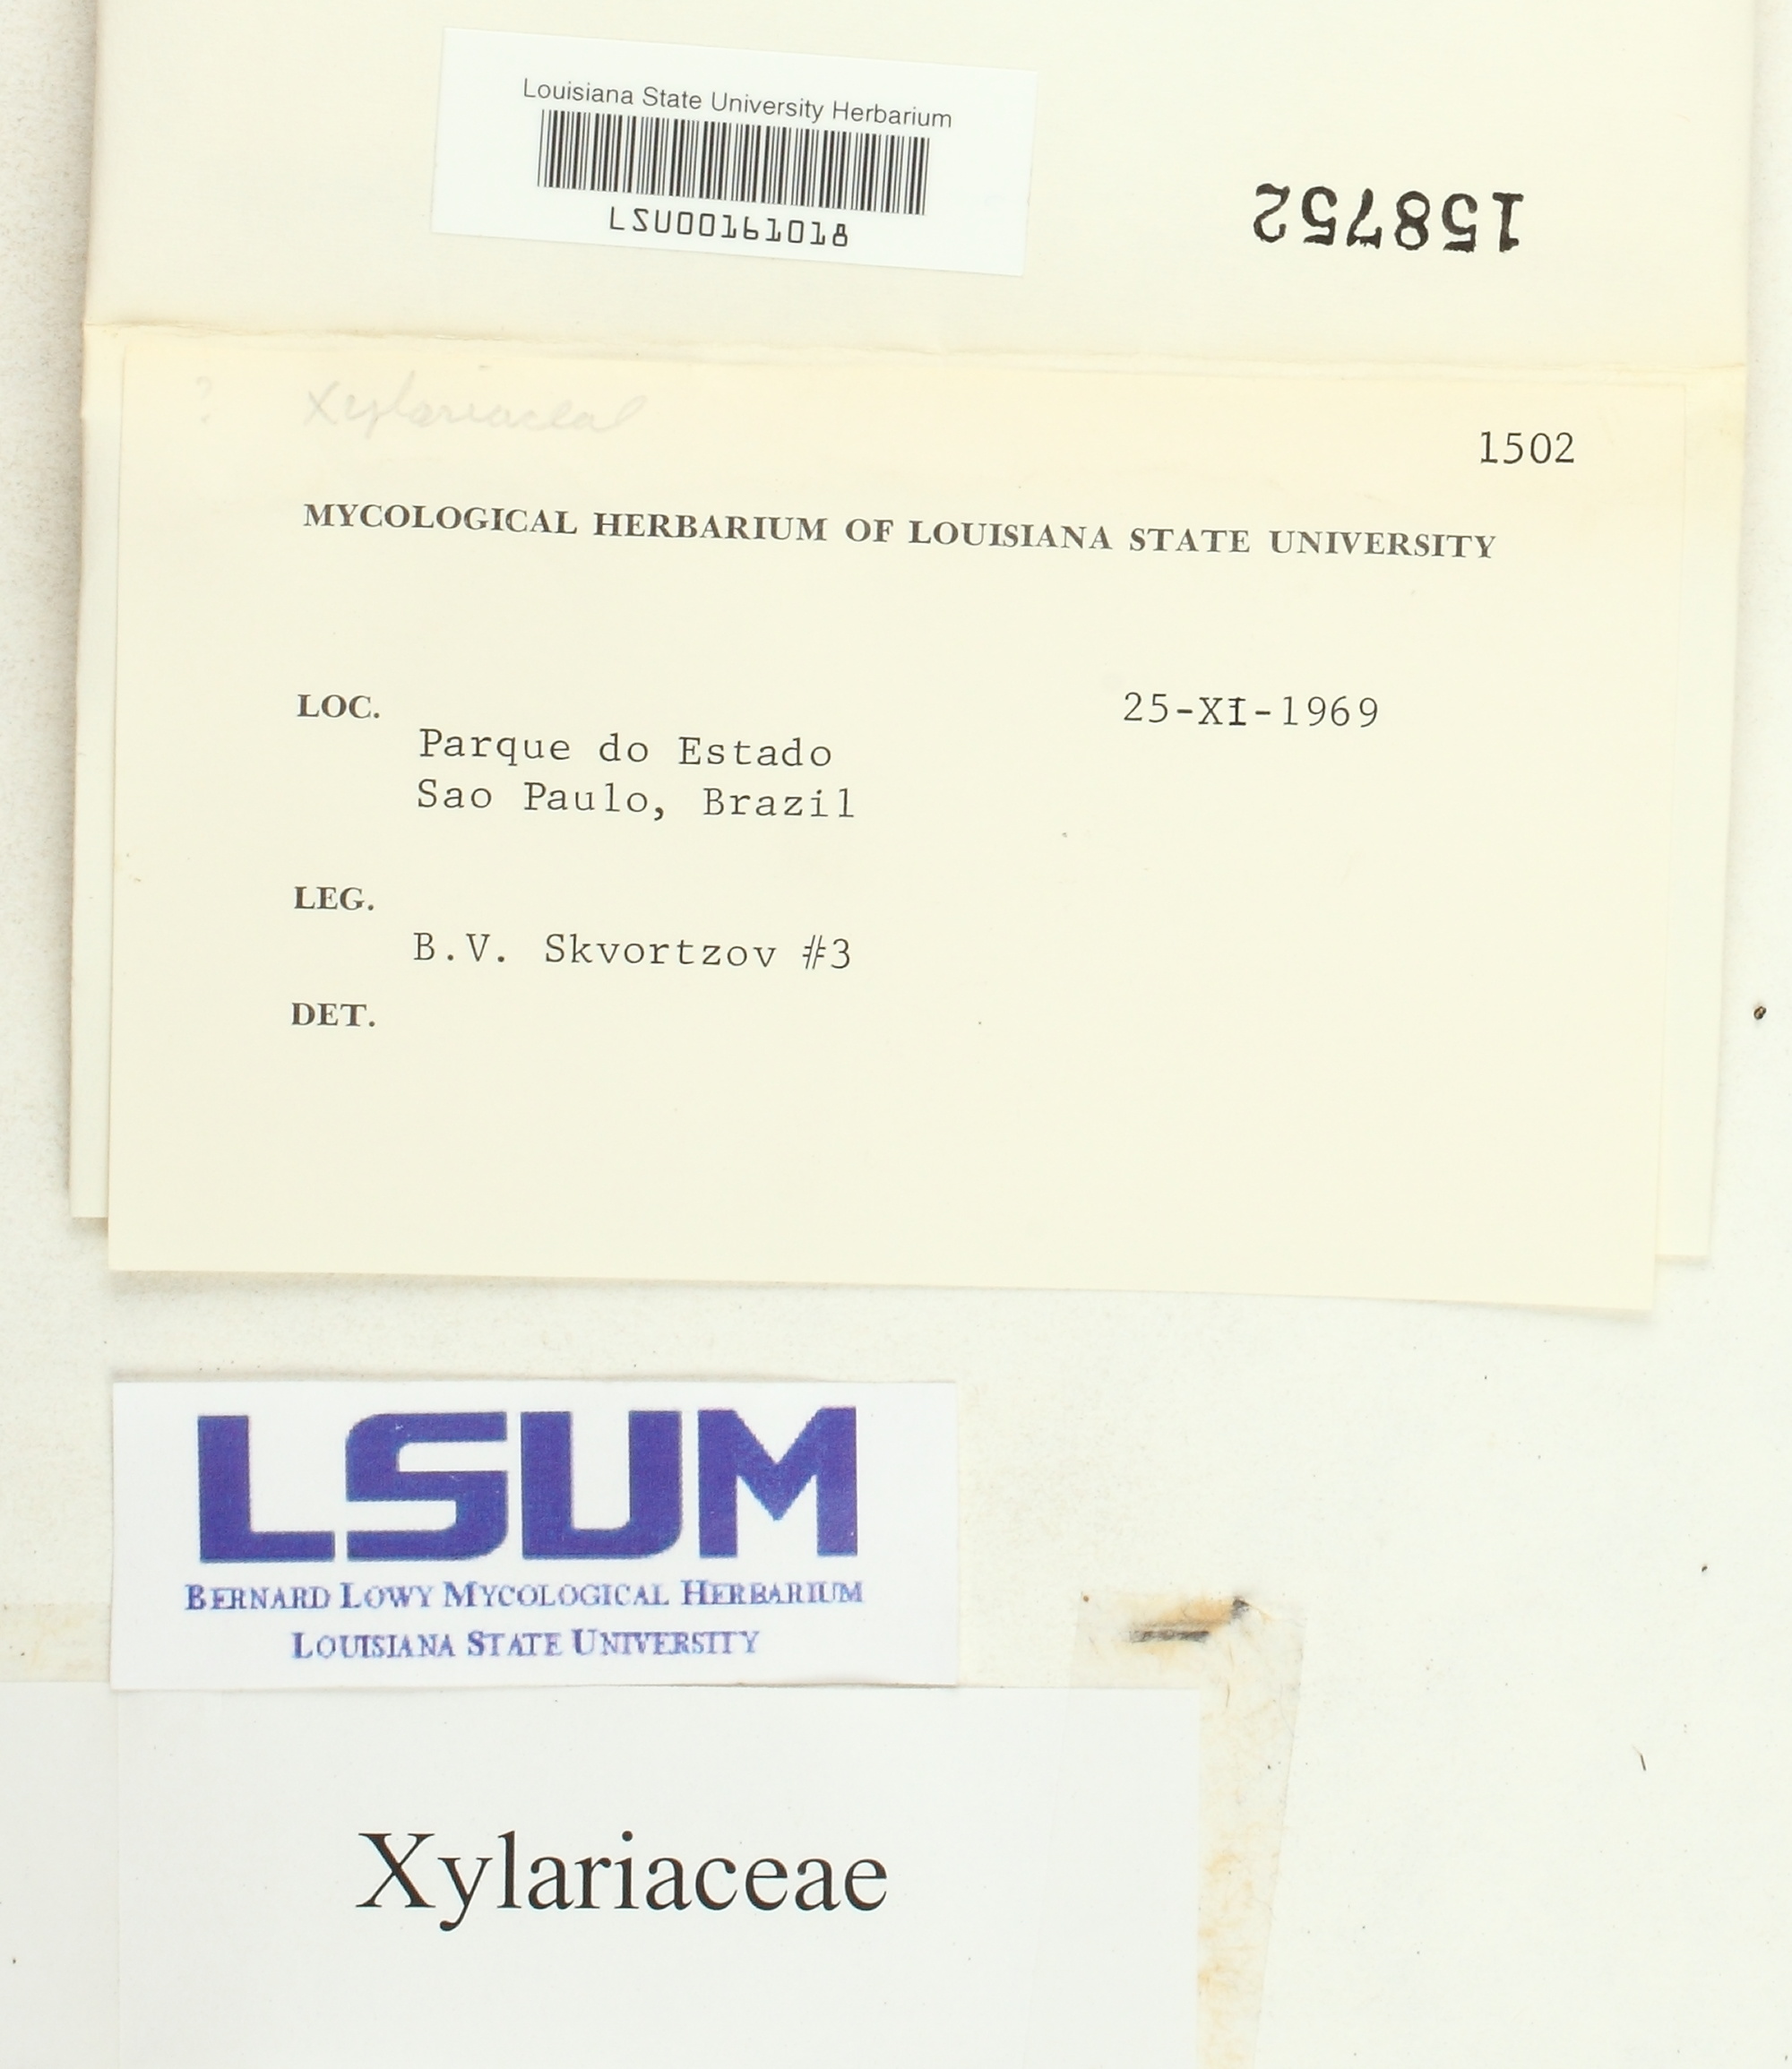 Louisiana State University Herbarium
LSU00161018
158752
? Xylariaceae
1502
MYCOLOGICAL HERBARIUM OF LOUISIANA STATE UNIVERSITY
LOC.
25-XI-1969
Parque do Estado
Sao Paulo, Brazil
LEG.
B.V. Skvortzov #3
DET.
LSUM
BERNARD LOWY MYCOLOGICAL HERBARIUM
LOUISIANA STATE UNIVERSITY
Xylariaceae